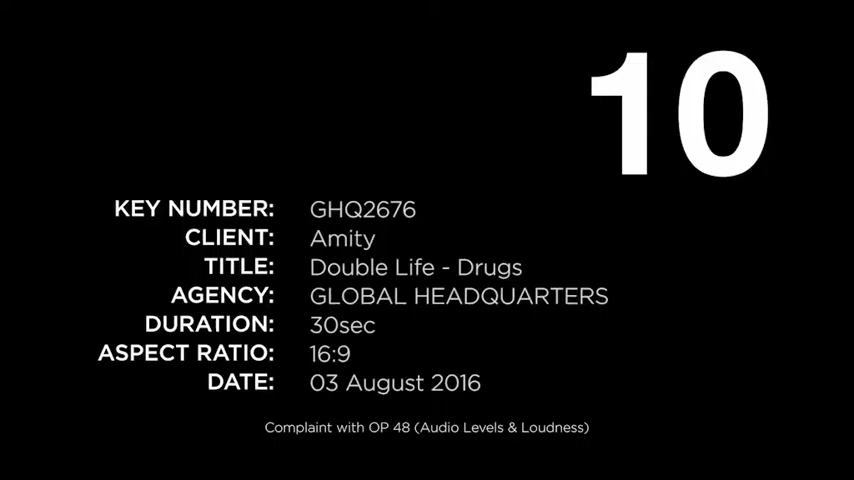 10
KEY NUMBER: GHQ2676
CLIENT: Amity
TITLE: Double Life - Drugs
AGENCY: GLOBAL HEADQUARTERS
DURATION: 30sec
ASPECT RATIO: 16:9
DATE: 03 August 2016
Complaint with OP 48 (Audio Levels & Loudness)